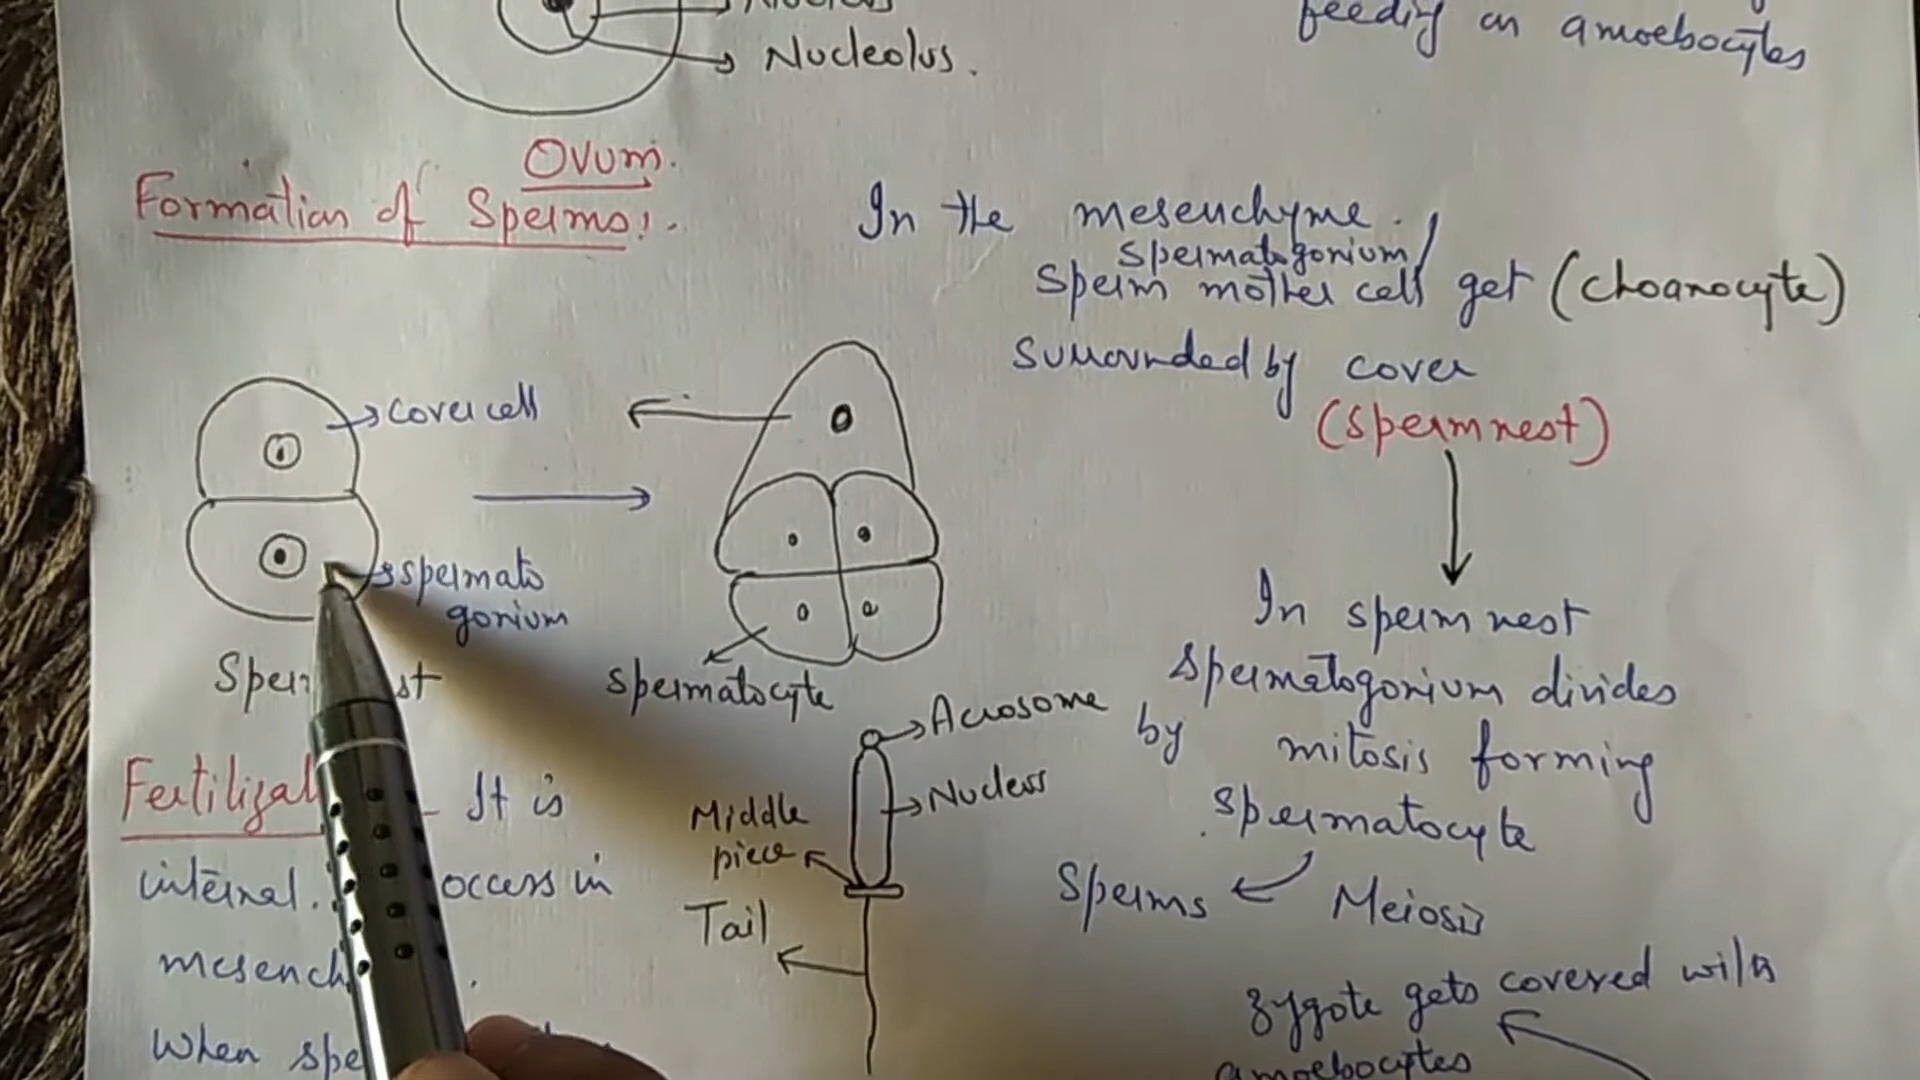 Nucleolus.
feeding on amoebocytes
Ovum.
Formation of Sperms:-
In the mesenchyme.
spermatogonium/
sperm mother cell get (choanocyte)
surrounded by cover
(sperm nest)
cover cell
spermato
gonium
spermatocyte
In sperm nest
spermatogonium divides
by mitosis forming
spermatocyte
Meiosis
Sperms
Acrosome
Nucleus
Middle
piece
Tail
It is
internal. occurs in
When
zygote gets covered with
amoebocytes